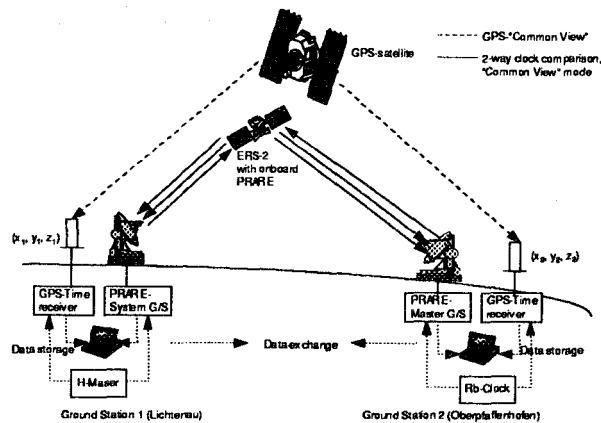 GPS-"Common View"
GPS-satellite
2-way clock comparison,
"Common View" mode
ERS-2
with onboard
PRARE
(x₁, y₁, z₁)
(x₂, y₂, z₂)
GPS-Time
receiver
PRARE-
System G/S
PRARE-
Master G/S
GPS-Time
receiver
Data storage
Data exchange
Data storage
H-Maser
Rb-Clock
Ground Station 1 (Lichtenau)
Ground Station 2 (Oberpfaffenhofen)